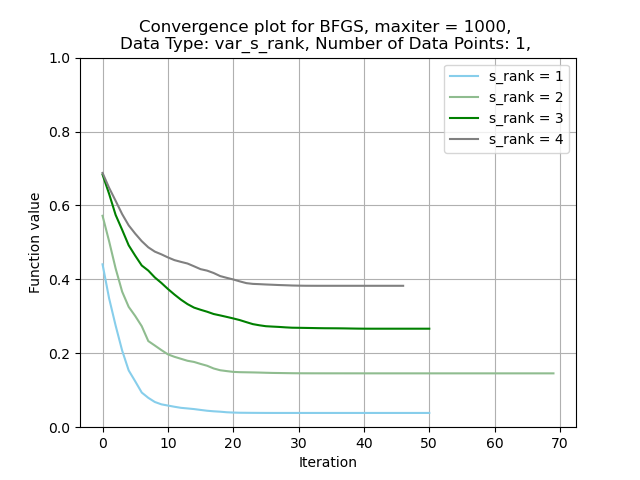 Convergence plot for BFGS, maxiter = 1000,
Data Type: var_s_rank, Number of Data Points: 1,
1.0
0.8
0.6
0.4
0.2
0.0
Function value
s_rank = 1
s_rank = 2
s_rank = 3
s_rank = 4
0 10 20 30 40 50 60 70
Iteration